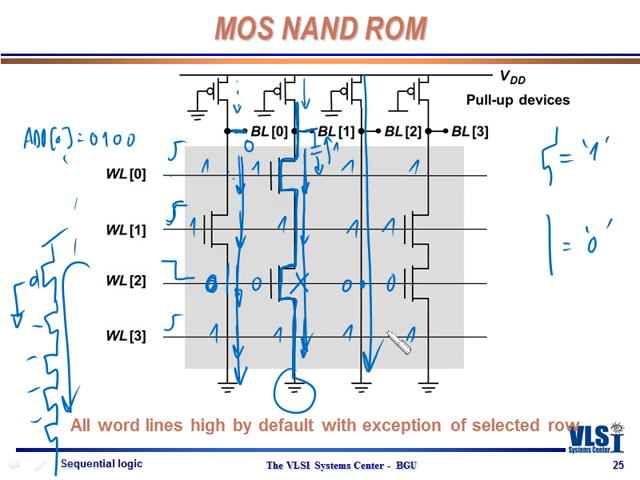 MOS NAND ROM
VDD
Pull-up devices
ADD[0]=0100
BL[0] BL[1] BL[2] BL[3]
0 1
= '1'
WL[0] 1 1 1 1
WL[1] 1 1 1 1
= '0'
WL[2] 0 0 0 0
WL[3] 1 1 1 1
All word lines high by default with exception of selected row
VLSI
Systems Center
Sequential logic The VLSI Systems Center - BGU 25